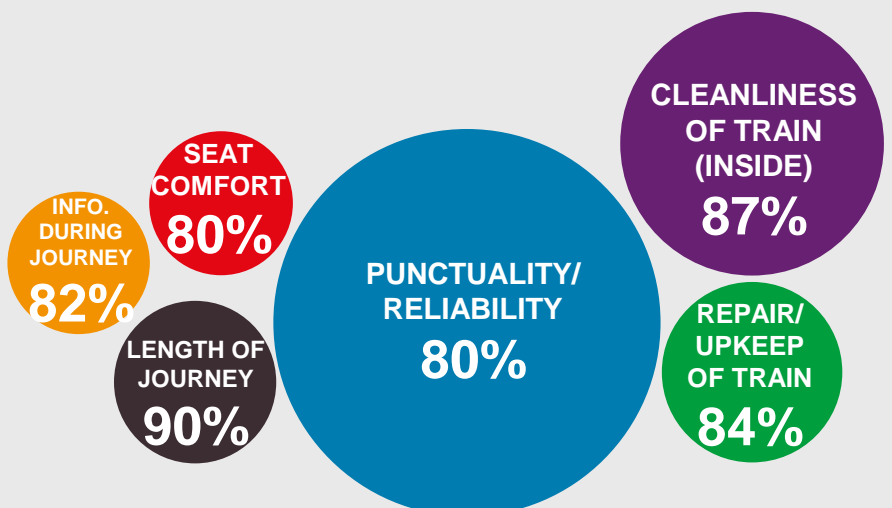 INFO.
DURING
JOURNEY
82%
SEAT
COMFORT
80%
LENGTH OF
JOURNEY
90%
PUNCTUALITY/
RELIABILITY
80%
CLEANLINESS
OF TRAIN
(INSIDE)
87%
REPAIR/
UPKEEP
OF TRAIN
84%